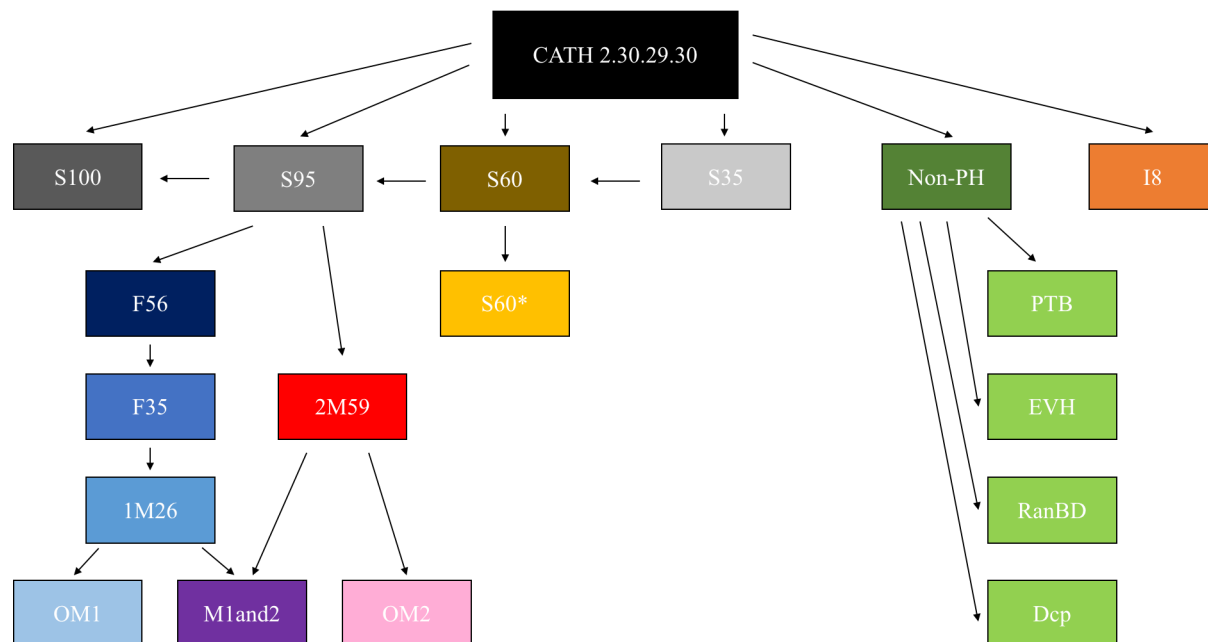 CATH 2.30.29.30
S100
S95
S60
S35
Non-PH
I8
F56
S60*
PTB
F35
2M59
EVH
1M26
RanBD
OM1
M1and2
OM2
Dcp